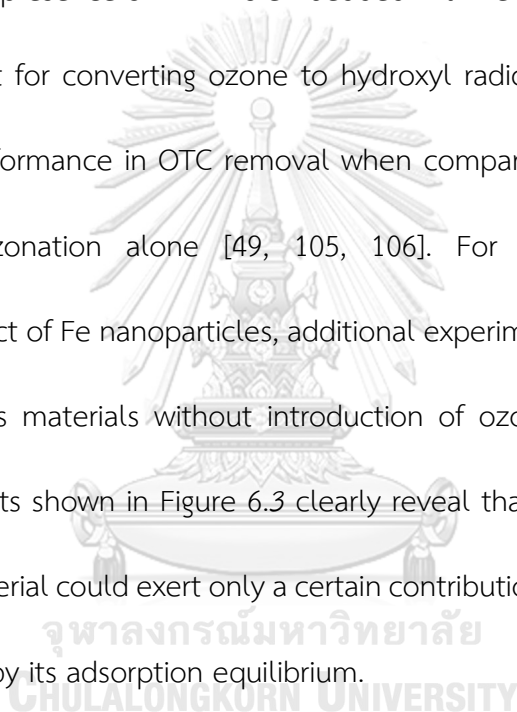 t for converting ozone to hydroxyl radic
formance in OTC removal when compar
zonation alone [49, 105, 106]. For
ct of Fe nanoparticles, additional experim
s materials without introduction of ozo
ts shown in Figure 6.3 clearly reveal tha
erial could exert only a certain contributio
จุฬาลงกรณ์มหาวิทยาลัย
by its adsorption equilibrium.
CHULALONGKORN UNIVERSITY